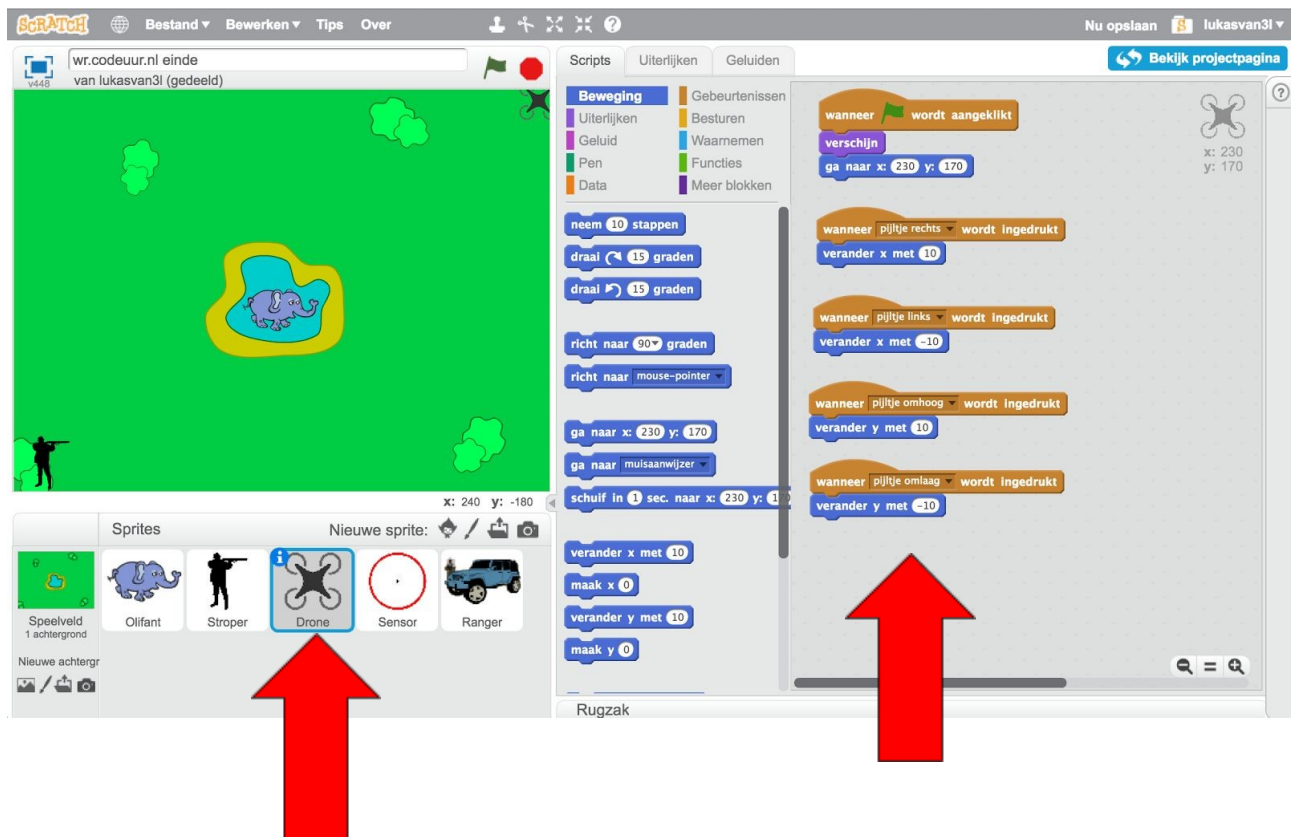 SCRATCH Bestand Bewerken Tips Over Nu opslaan S lukasvan3l
v448
wr.codeuur.nl einde
van lukasvan3l (gedeeld)
x: 240 y: -180
Sprites Nieuwe sprite:
Speelveld
1 achtergrond
Nieuwe achtergr
Olifant Stroper Drone Sensor Ranger
Scripts Uiterlijken Geluiden
Bekijk projectpagina
Beweging Gebeurtenissen
Uiterlijken Besturen
Geluid Waarnemen
Pen Functies
Data Meer blokken
neem 10 stappen
draai 15 graden
draai 15 graden
richt naar 90 graden
richt naar mouse-pointer
ga naar x: 230 y: 170
ga naar muisaanwijzer
schuif in 1 sec. naar x: 230 y:
verander x met 10
maak x 0
verander y met 10
maak y 0
Rugzak
wanneer wordt aangeklikt
verschijn
ga naar x: 230 y: 170
x: 230
y: 170
wanneer pijltje rechts wordt ingedrukt
verander x met 10
wanneer pijltje links wordt ingedrukt
verander x met -10
wanneer pijltje omhoog wordt ingedrukt
verander y met 10
wanneer pijltje omlaag wordt ingedrukt
verander y met -10